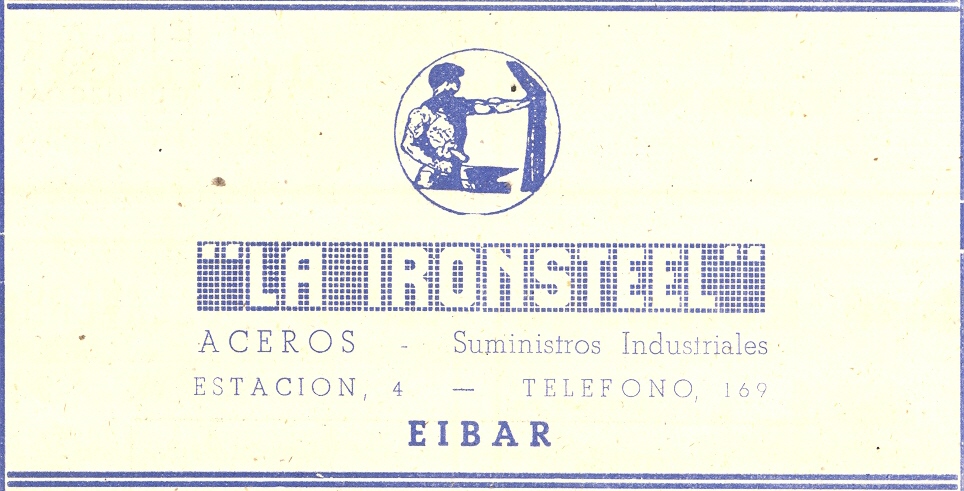 "LA IRONSTEEL"
ACEROS - Suministros Industriales
ESTACION, 4 — TELEFONO, 169
EIBAR